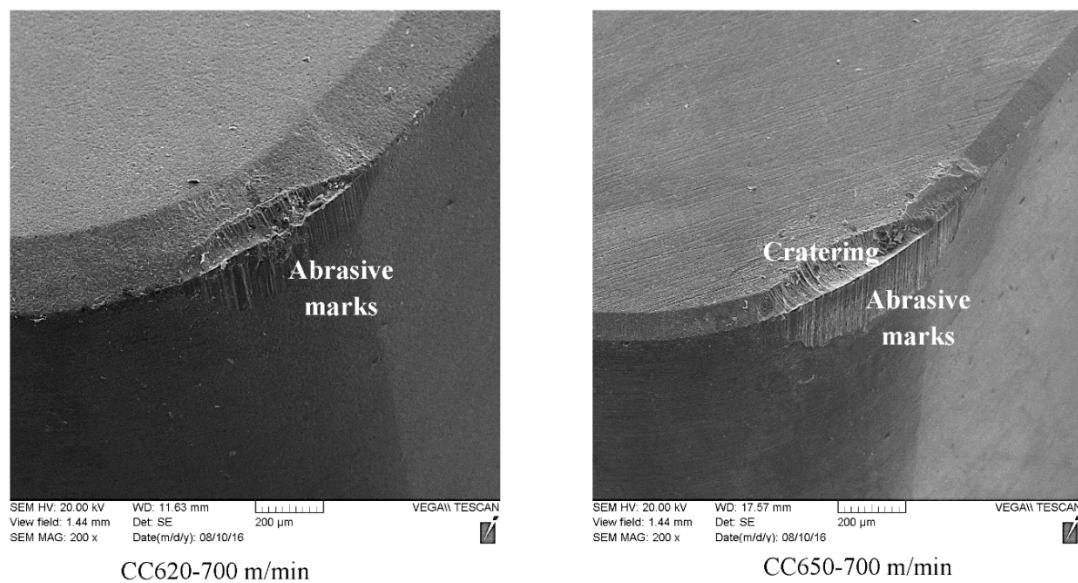 Abrasive
marks
SEM HV: 20.00 kV WD: 11.63 mm VEGA\\ TESCAN
View field: 1.44 mm Det: SE 200 µm
SEM MAG: 200 x Date(m/d/y): 08/10/16
CC620-700 m/min
Cratering
Abrasive
marks
SEM HV: 20.00 kV WD: 17.57 mm VEGA\\ TESCAN
View field: 1.44 mm Det: SE 200 µm
SEM MAG: 200 x Date(m/d/y): 08/10/16
CC650-700 m/min